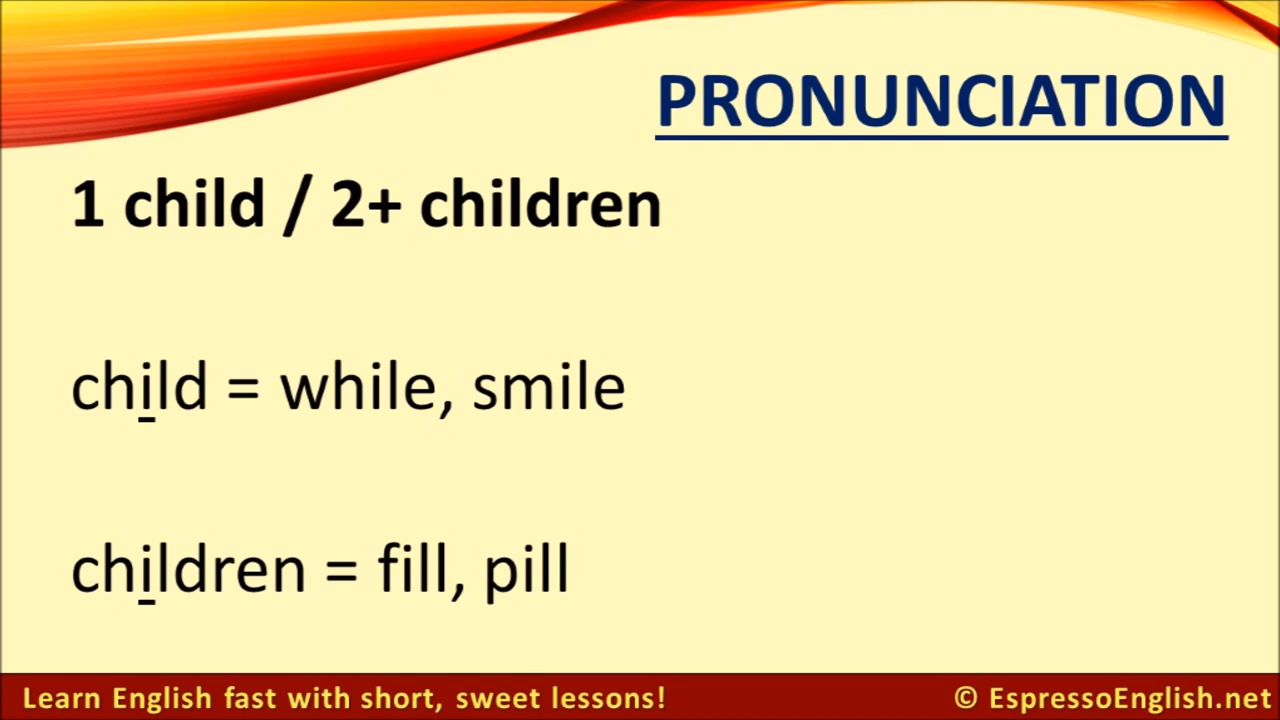 PRONUNCIATION
1 child / 2+ children
child = while, smile
children = fill, pill
Learn English fast with short, sweet lessons!
© EspressoEnglish.net